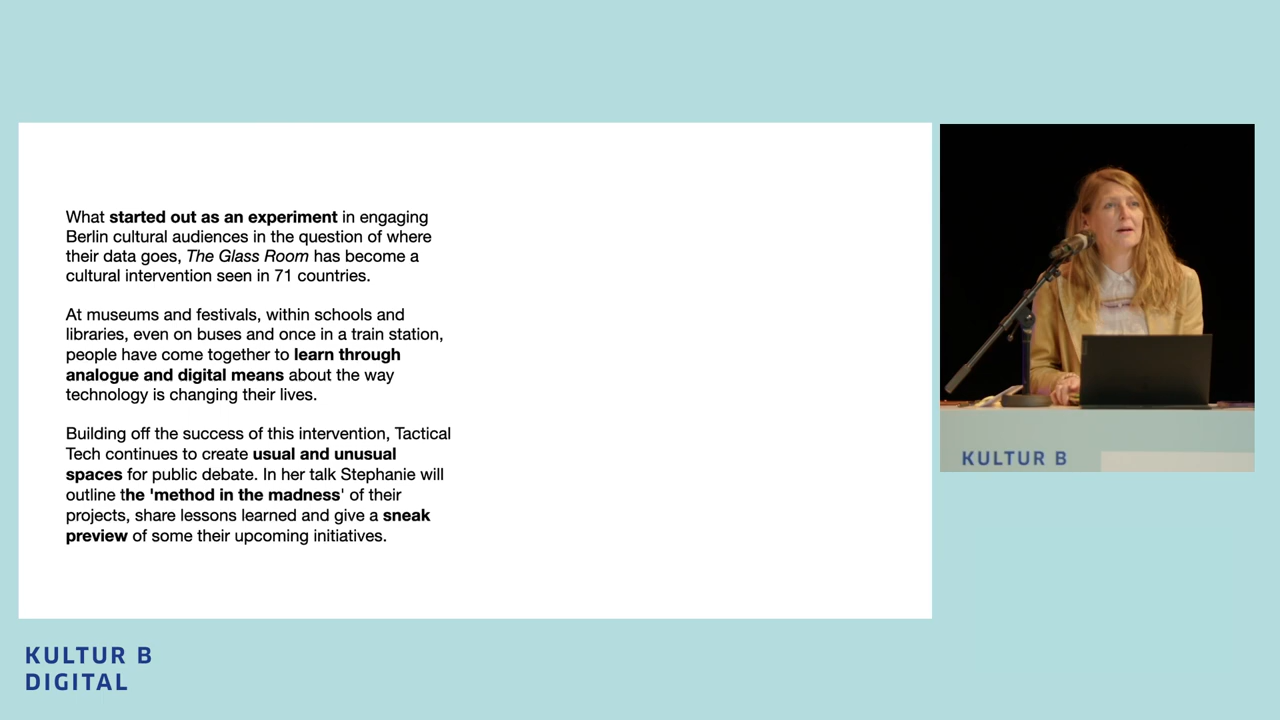 What started out as an experiment in engaging
Berlin cultural audiences in the question of where
their data goes, The Glass Room has become a
cultural intervention seen in 71 countries.
At museums and festivals, within schools and
libraries, even on buses and once in a train station,
people have come together to learn through
analogue and digital means about the way
technology is changing their lives.
Building off the success of this intervention, Tactical
Tech continues to create usual and unusual
spaces for public debate. In her talk Stephanie will
outline the 'method in the madness' of their
projects, share lessons learned and give a sneak
preview of some their upcoming initiatives.
KULTUR B
KULTUR B
DIGITAL